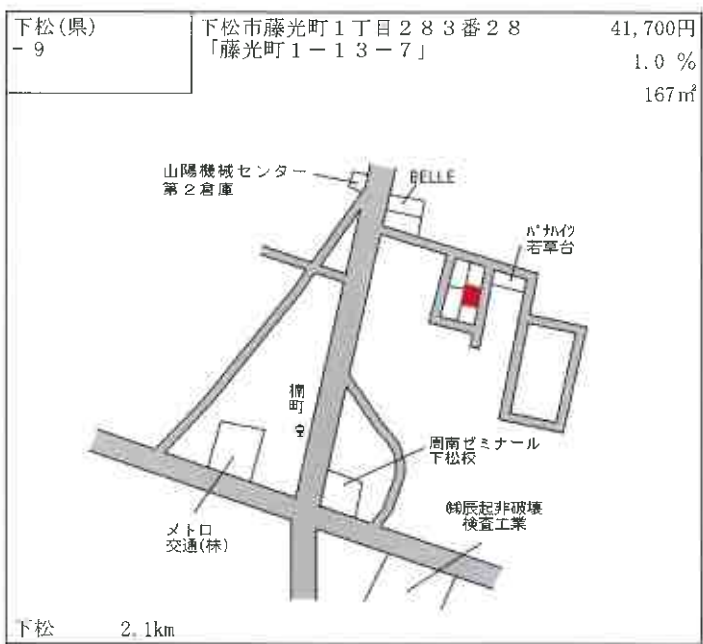 下松(県)
－9
下松市藤光町１丁目２８３番２８
「藤光町１－１３－７」
41,700円
1.0 %
167㎡
山陽機械センター
第２倉庫
BELLE
ﾊﾟﾅﾊｲﾂ
若草台
楠
町
周南ゼミナール
下松校
㈱辰起非破壊
検査工業
メトロ
交通(株)
下松　2.1km